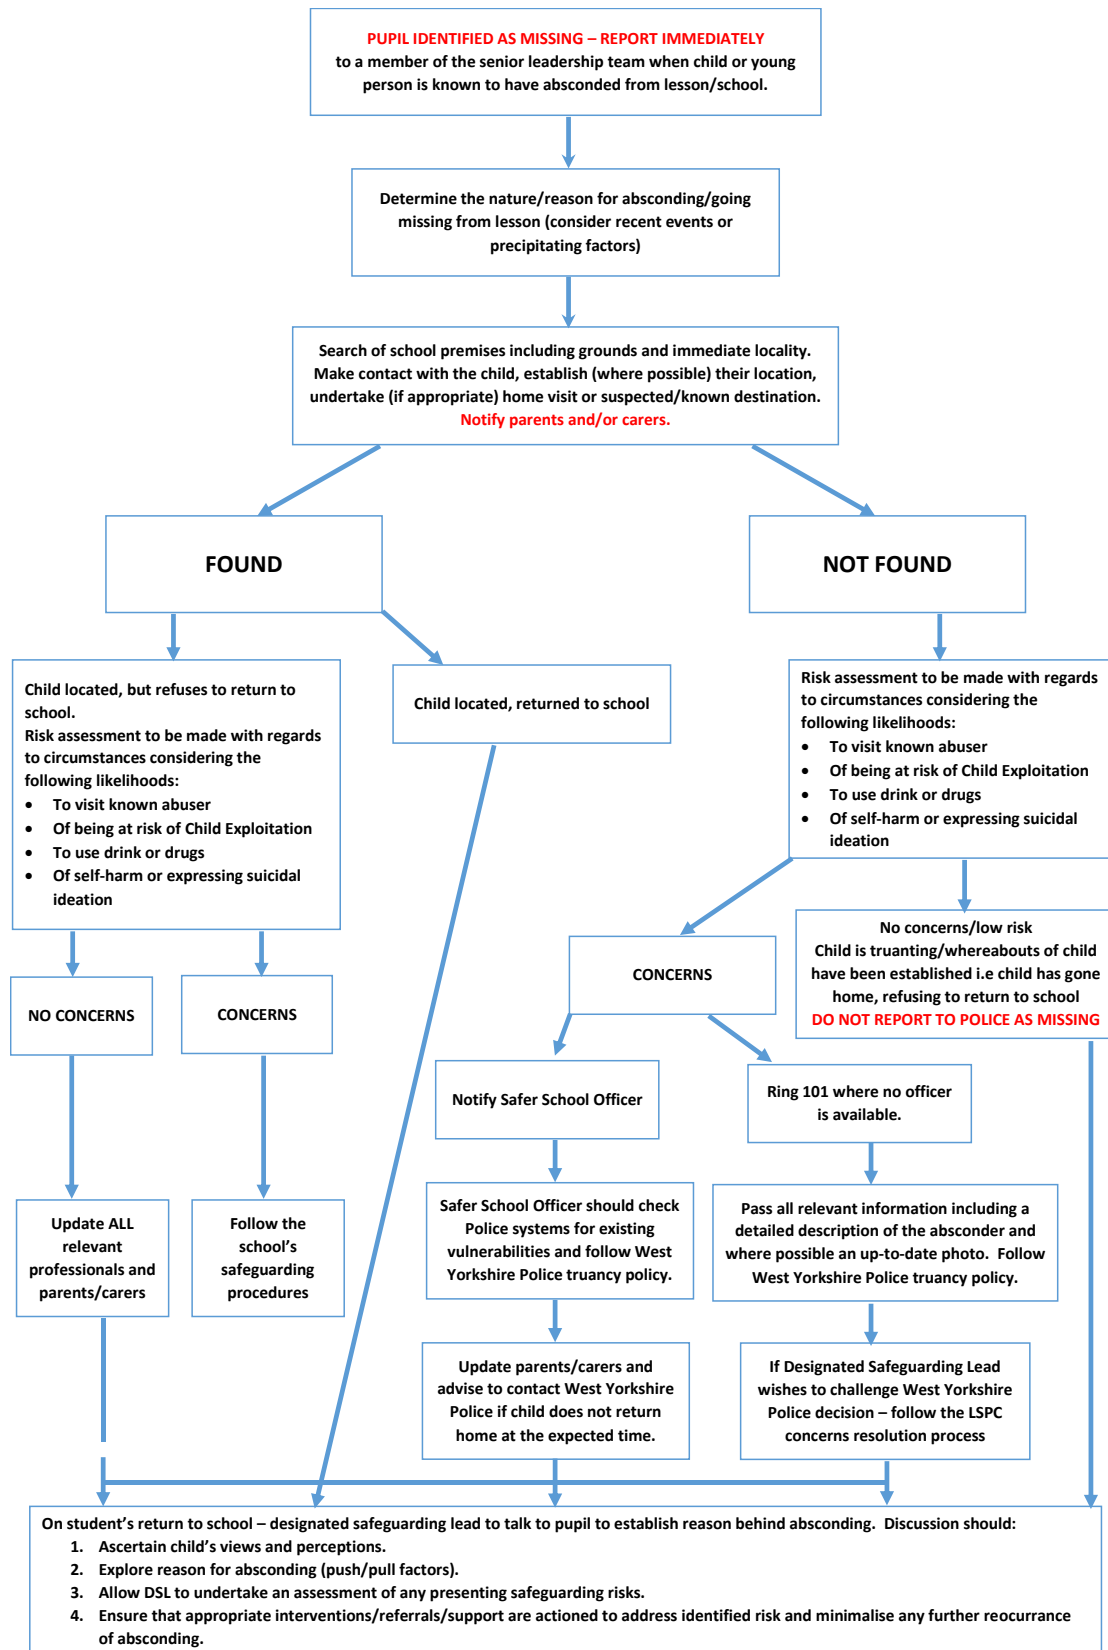 PUPIL IDENTIFIED AS MISSING – REPORT IMMEDIATELY
to a member of the senior leadership team when child or young
person is known to have absconded from lesson/school.
Determine the nature/reason for absconding/going
missing from lesson (consider recent events or
precipitating factors)
Search of school premises including grounds and immediate locality.
Make contact with the child, establish (where possible) their location,
undertake (if appropriate) home visit or suspected/known destination.
Notify parents and/or carers.
FOUND
NOT FOUND
Child located, but refuses to return to
school.
Risk assessment to be made with regards
to circumstances considering the
following likelihoods:
• To visit known abuser
• Of being at risk of Child Exploitation
• To use drink or drugs
• Of self-harm or expressing suicidal
ideation
Child located, returned to school
Risk assessment to be made with regards
to circumstances considering the
following likelihoods:
• To visit known abuser
• Of being at risk of Child Exploitation
• To use drink or drugs
• Of self-harm or expressing suicidal
ideation
NO CONCERNS
CONCERNS
CONCERNS
No concerns/low risk
Child is truanting/whereabouts of child
have been established i.e child has gone
home, refusing to return to school
DO NOT REPORT TO POLICE AS MISSING
Notify Safer School Officer
Ring 101 where no officer
is available.
Update ALL
relevant
professionals and
parents/carers
Follow the
school's
safeguarding
procedures
Safer School Officer should check
Police systems for existing
vulnerabilities and follow West
Yorkshire Police truancy policy.
Pass all relevant information including a
detailed description of the absconder and
where possible an up-to-date photo.  Follow
West Yorkshire Police truancy policy.
Update parents/carers and
advise to contact West Yorkshire
Police if child does not return
home at the expected time.
If Designated Safeguarding Lead
wishes to challenge West Yorkshire
Police decision – follow the LSPC
concerns resolution process
On student's return to school – designated safeguarding lead to talk to pupil to establish reason behind absconding.  Discussion should:
1. Ascertain child's views and perceptions.
2. Explore reason for absconding (push/pull factors).
3. Allow DSL to undertake an assessment of any presenting safeguarding risks.
4. Ensure that appropriate interventions/referrals/support are actioned to address identified risk and minimalise any further reocurrance
of absconding.